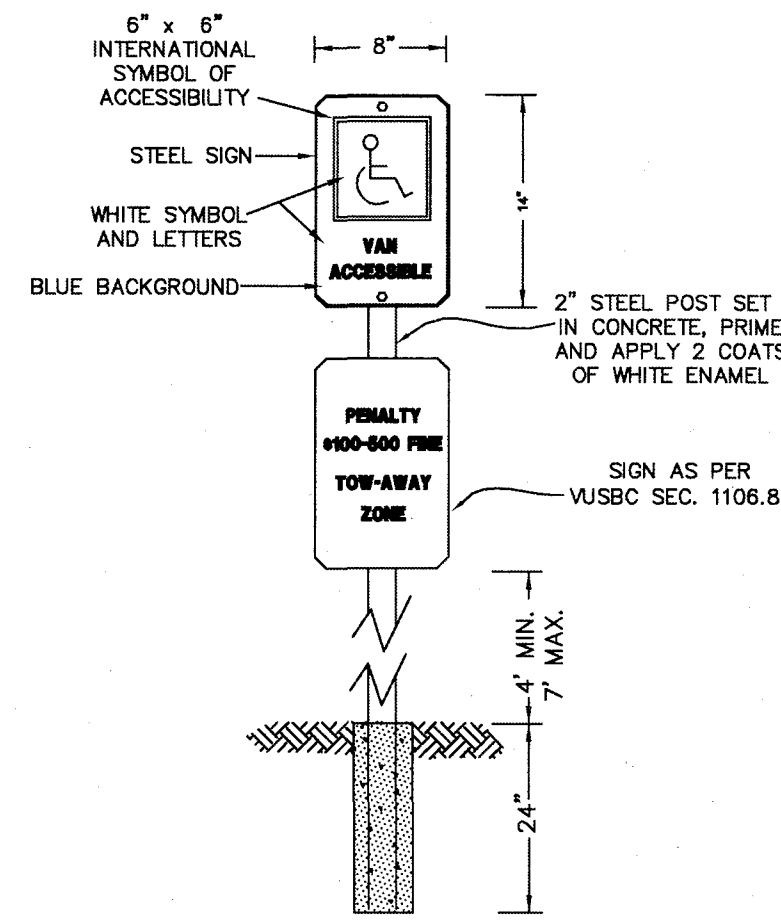 6" x 6"
INTERNATIONAL
SYMBOL OF
ACCESSIBILITY
8"
STEEL SIGN
14"
WHITE SYMBOL
AND LETTERS
VAN
ACCESSIBLE
BLUE BACKGROUND
2" STEEL POST SET
IN CONCRETE, PRIME
AND APPLY 2 COATS
OF WHITE ENAMEL
PENALTY
$100-500 FINE
TOW-AWAY
ZONE
SIGN AS PER
VUSBC SEC. 1106.8
4' MIN.
7' MAX.
24"